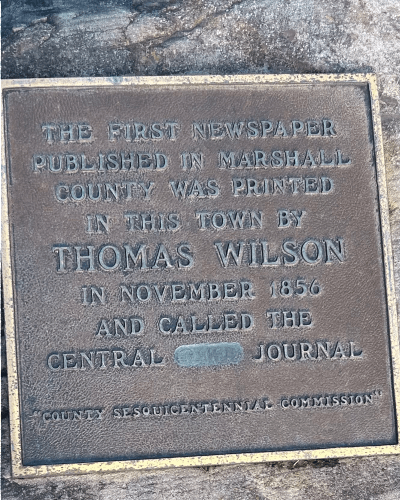 THE FIRST NEWSPAPER
PUBLISHED IN MARSHALL
COUNTY WAS PRINTED
IN THIS TOWN BY
THOMAS WILSON
IN NOVEMBER 1856
AND CALLED THE
CENTRAL JOURNAL
"COUNTY SESQUICENTENNIAL COMMISSION"